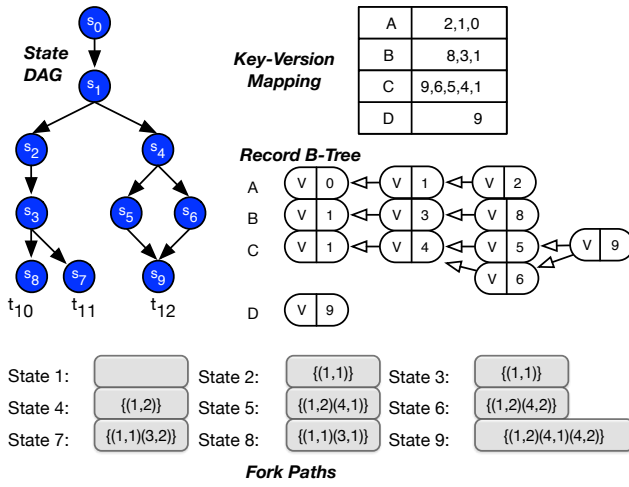 s0
State
DAG
s1
s2
s4
s3
s5
s6
s8
s7
s9
t10
t11
t12
Key-Version
Mapping
A 2,1,0
B 8,3,1
C 9,6,5,4,1
D 9
Record B-Tree
A V 0 V 1 V 2
B V 1 V 3 V 8
C V 1 V 4 V 5 V 9
V 6
D V 9
State 1: State 2: {(1,1)} State 3: {(1,1)}
State 4: {(1,2)} State 5: {(1,2)(4,1)} State 6: {(1,2)(4,2)}
State 7: {(1,1)(3,2)} State 8: {(1,1)(3,1)} State 9: {(1,2)(4,1)(4,2)}
Fork Paths